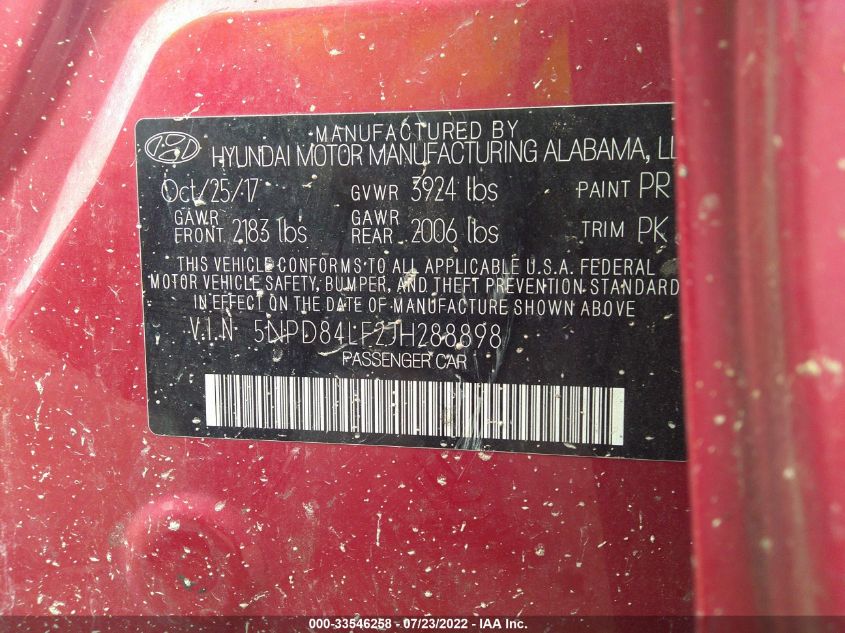 MANUFACTURED BY
HYUNDAI MOTOR MANUFACTURING ALABAMA, LL
Oct/25/17 GVWR 3924 lbs PAINT PR
GAWR FRONT 2183 lbs GAWR REAR 2006 lbs TRIM PK
THIS VEHICLE CONFORMS TO ALL APPLICABLE U.S.A. FEDERAL
MOTOR VEHICLE SAFETY, BUMPER, AND THEFT PREVENTION STANDARD
IN EFFECT ON THE DATE OF MANUFACTURE SHOWN ABOVE
V.I.N: 5NPD84LF2JH288898
PASSENGER CAR
000-33546258 - 07/23/2022 - IAA Inc.